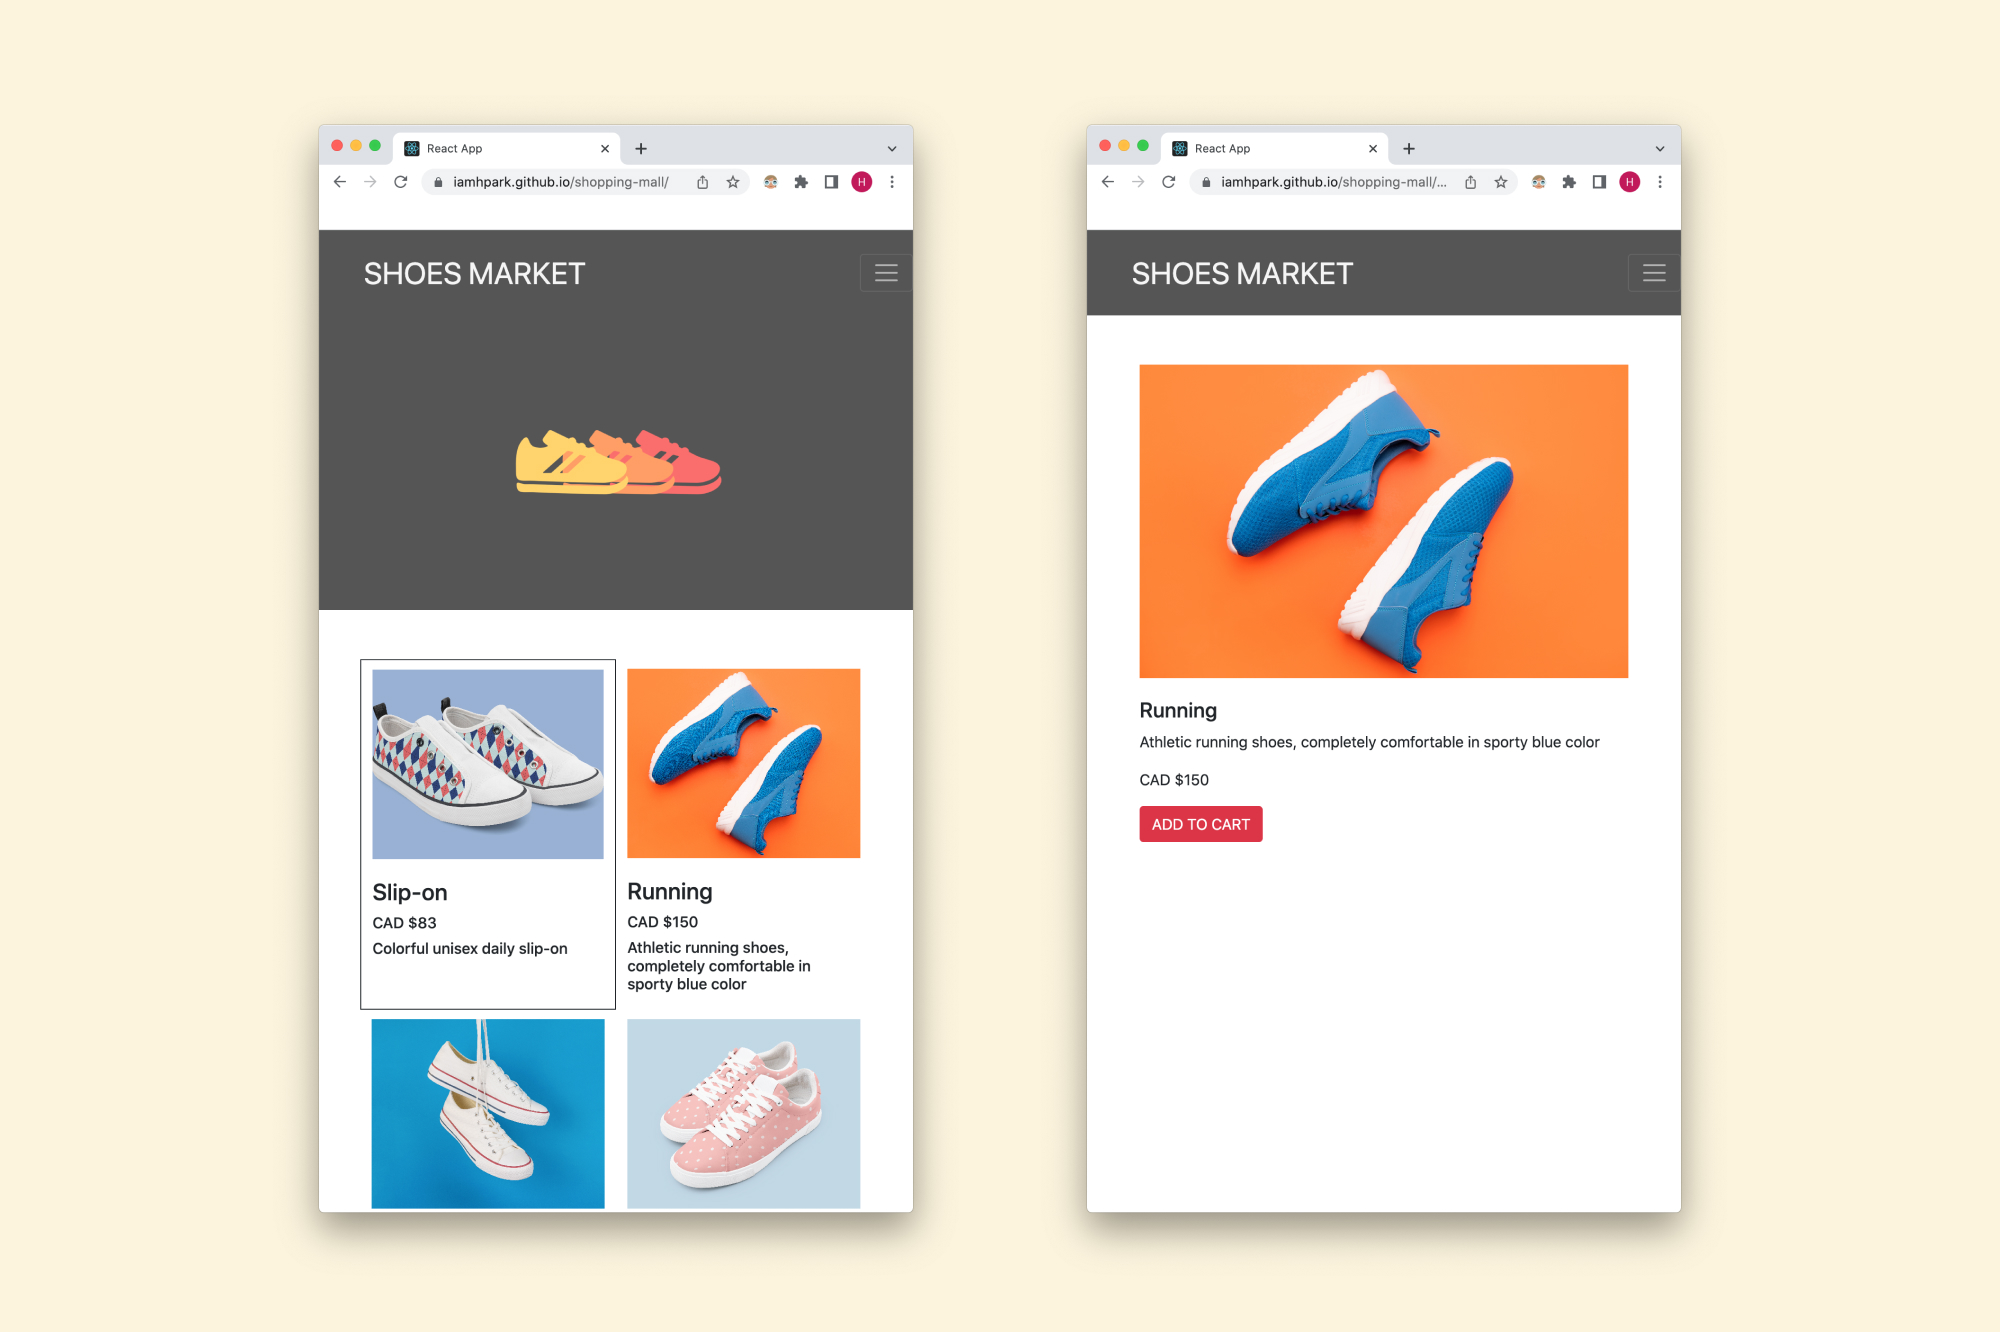 React App
iamhpark.github.io/shopping-mall/
H
SHOES MARKET
Slip-on
CAD $83
Colorful unisex daily slip-on
Running
CAD $150
Athletic running shoes,
completely comfortable in
sporty blue color
React App
iamhpark.github.io/shopping-mall/...
H
SHOES MARKET
Running
Athletic running shoes, completely comfortable in sporty blue color
CAD $150
ADD TO CART